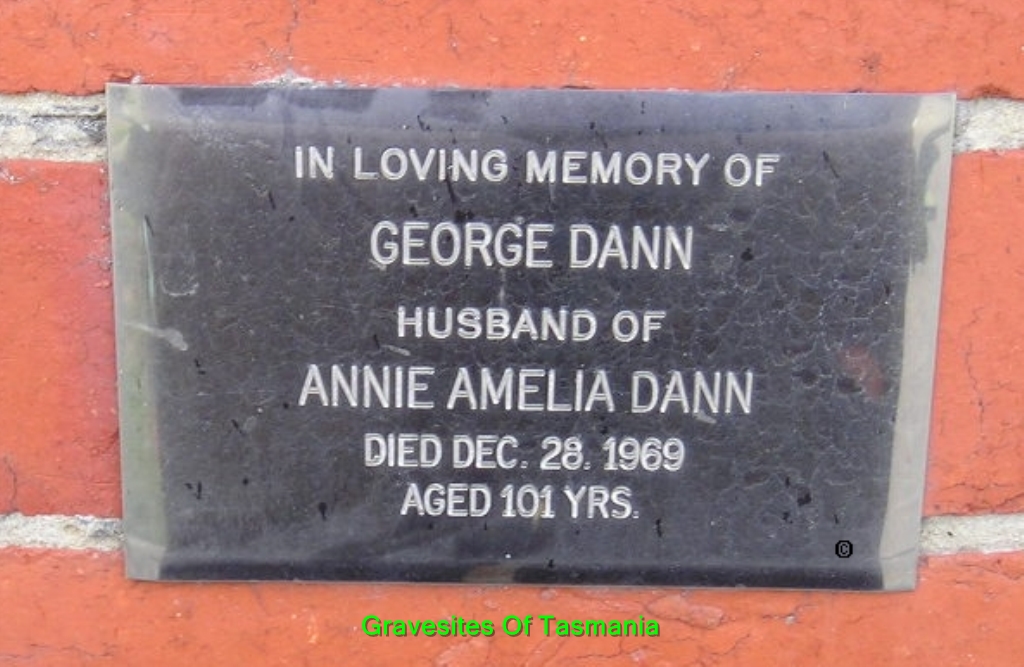 IN LOVING MEMORY OF
GEORGE DANN
HUSBAND OF
ANNIE AMELIA DANN
DIED DEC. 28. 1969
AGED 101 YRS.
©
Gravesites Of Tasmania